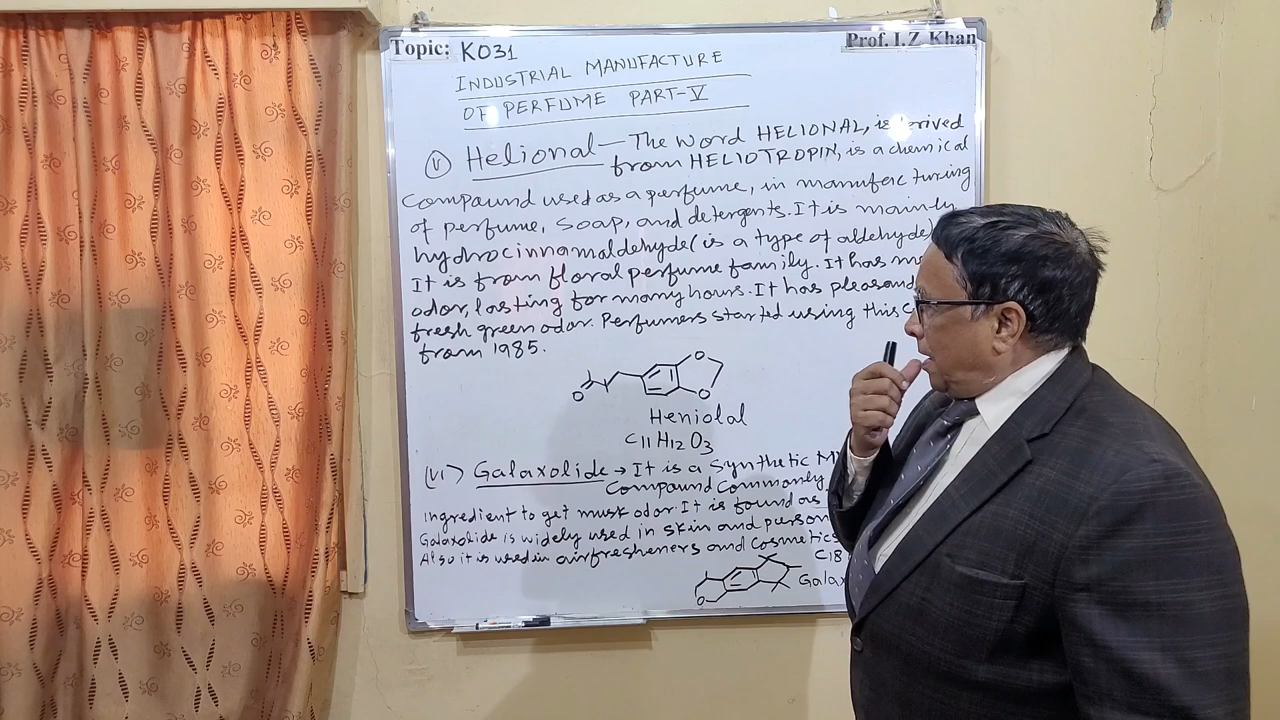 Topic: K031 Prof. I.Z Khan
INDUSTRIAL MANUFACTURE
OF PERFUME PART-V
(V) Helional — The word HELIONAL, is derived
from HELIOTROPIN, is a chemical
compound used as a perfume, in manufacturing
of perfume, soap, and detergents. It is mainly
hydrocinnamaldehyde (is a type of aldehyde)
It is from floral perfume family. It has
odor, lasting for many hours. It has
fresh green odor. Perfumers started using this
from 1985.
O O O
Heniolal
C11H12O3
(VI) Galaxolide → It is a synthetic
Compound commonly
Ingredient to get musk odor. It is found as
Galaxolide is widely used in skin and
Also it is used in airfresheners and Cosmetics
C18
O